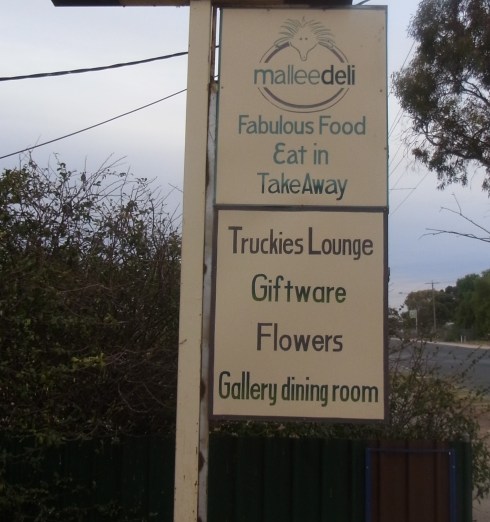 malleedeli
Fabulous Food
Eat in
TakeAway
Truckies Lounge
Giftware
Flowers
Gallery dining room